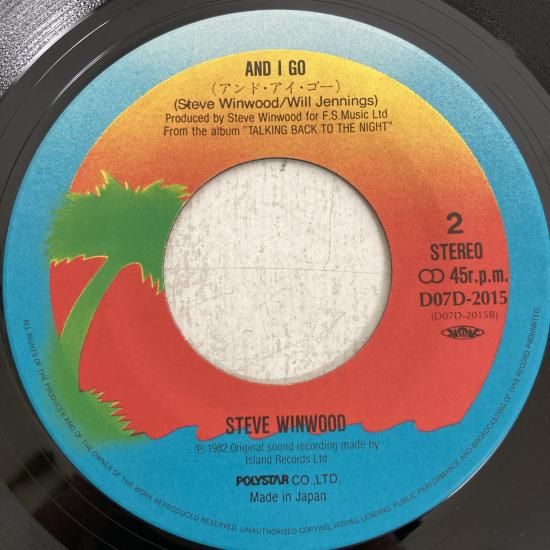 AND I GO
(アンド・アイ・ゴー)
(Steve Winwood/Will Jennings)
Produced by Steve Winwood for F.S.Music Ltd
From the album "TALKING BACK TO THE NIGHT"
2
STEREO
45r.p.m.
D07D-2015
(D07D-2015B)
JASRAC
STEVE WINWOOD
Ⓟ 1982 Original sound recording made by
Island Records Ltd
POLYSTAR CO.,LTD.
Made in Japan
ALL RIGHTS OF THE PRODUCER AND OF THE OWNER OF THE WORK REPRODUCED RESERVED. UNAUTHORISED COPYING, HIRING, LENDING, PUBLIC PERFORMANCE AND BROADCASTING OF THIS RECORD PROHIBITED.